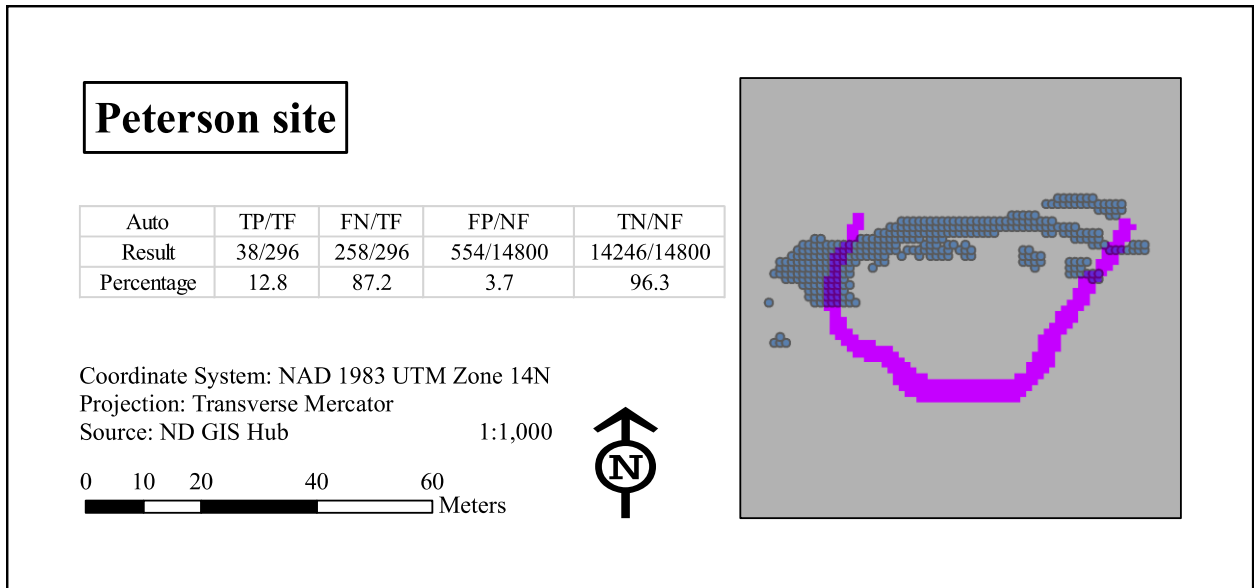 Peterson site
Auto TP/TF FN/TF FP/NF TN/NF
Result 38/296 258/296 554/14800 14246/14800
Percentage 12.8 87.2 3.7 96.3
Coordinate System: NAD 1983 UTM Zone 14N
Projection: Transverse Mercator
Source: ND GIS Hub 1:1,000
0 10 20 40 60
Meters
N